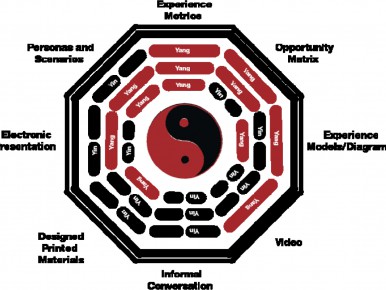 Experience
Metrics
Personas and
Scenarios
Opportunity
Matrix
Yang
Yang
Yang
Yin
Yang
Yang
Yang
Yang
Yin
Electronic
resentation
Yin
Yang
Yin
Yang
Yin
Yang
Experience
Models/Diagram
Yang
Yin
Yin
Yin
Yin
Yang
Yin
Yin
Yin
Designed
Printed
Materials
Video
Informal
Conversation